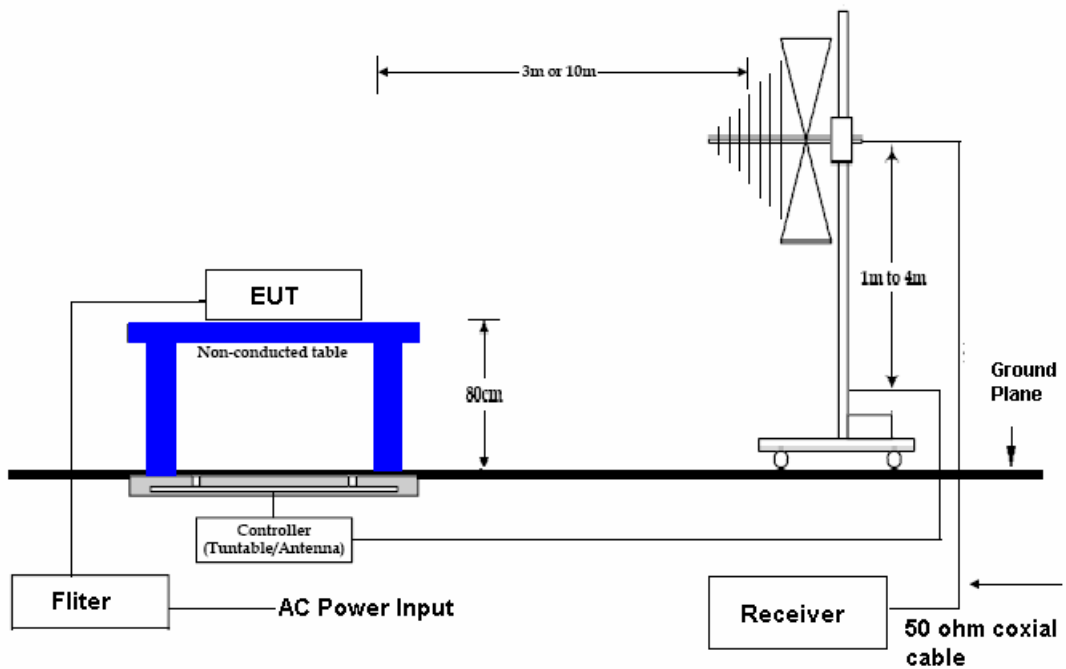 3m or 10m
EUT
Non-conducted table
80cm
1m to 4m
Ground
Plane
Controller
(Tuntable/Antenna)
Fliter
AC Power Input
Receiver
50 ohm coxial
cable